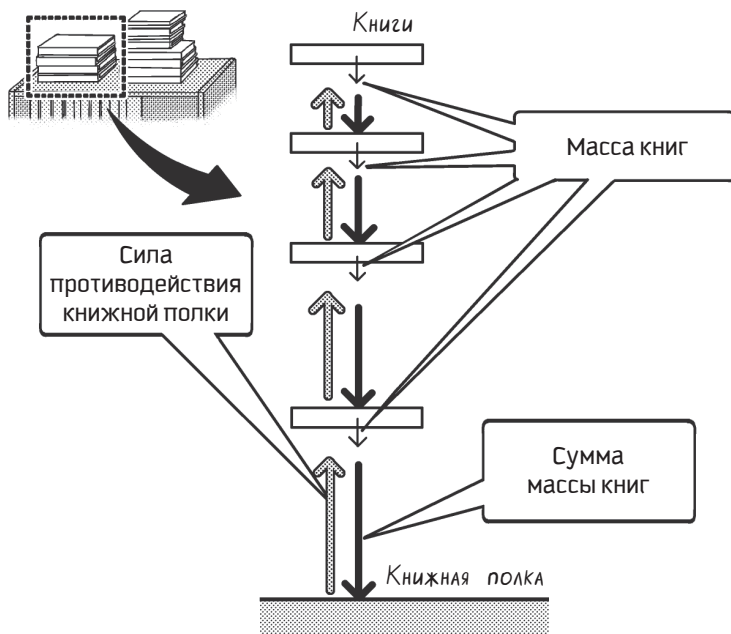 Книги
Масса книг
Сила
противодействия
книжной полки
Сумма
массы книг
Книжная полка